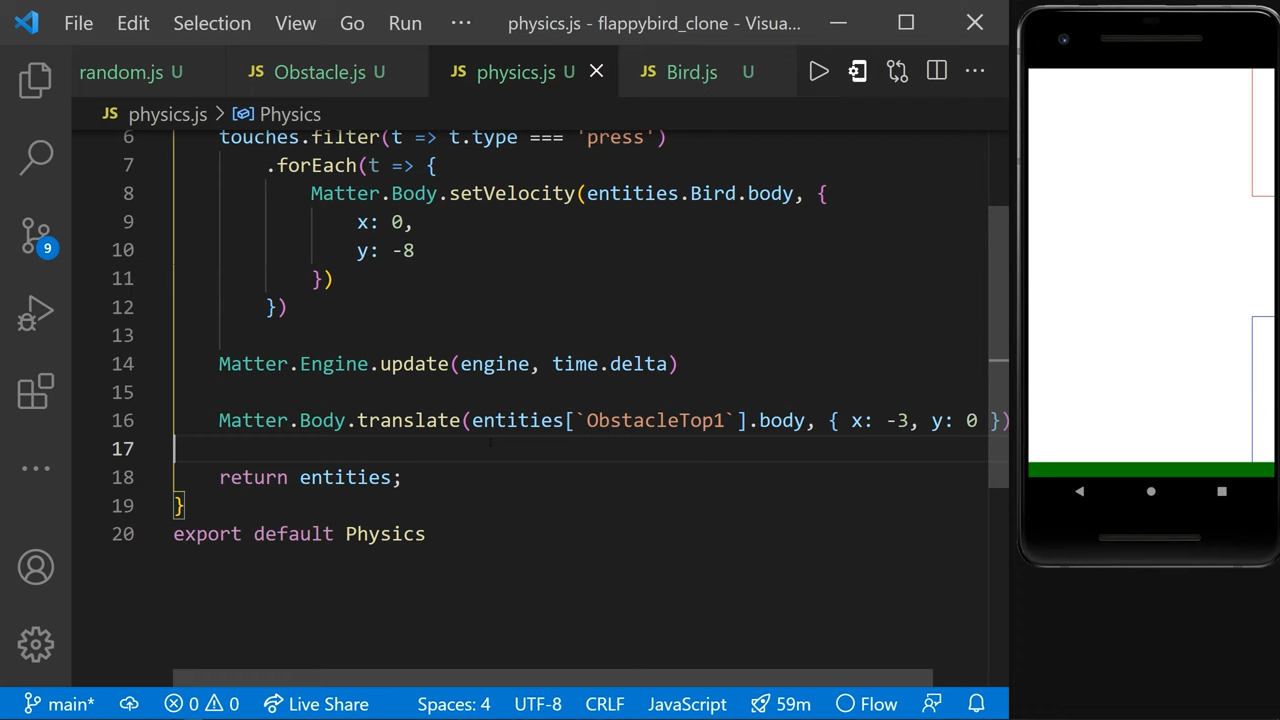 File Edit Selection View Go Run ··· physics.js - flappybird_clone - Visua...
random.js U JS Obstacle.js U JS physics.js U JS Bird.js U ···
JS physics.js > Physics
6 touches.filter(t => t.type === 'press')
7 .forEach(t => {
8 Matter.Body.setVelocity(entities.Bird.body, {
9 x: 0,
10 y: -8
11 })
12 })
13
14 Matter.Engine.update(engine, time.delta)
15
16 Matter.Body.translate(entities[`ObstacleTop1`].body, { x: -3, y: 0 })
17
18 return entities;
19 }
20 export default Physics
9
main* 0 0 Live Share Spaces: 4 UTF-8 CRLF JavaScript 59m Flow